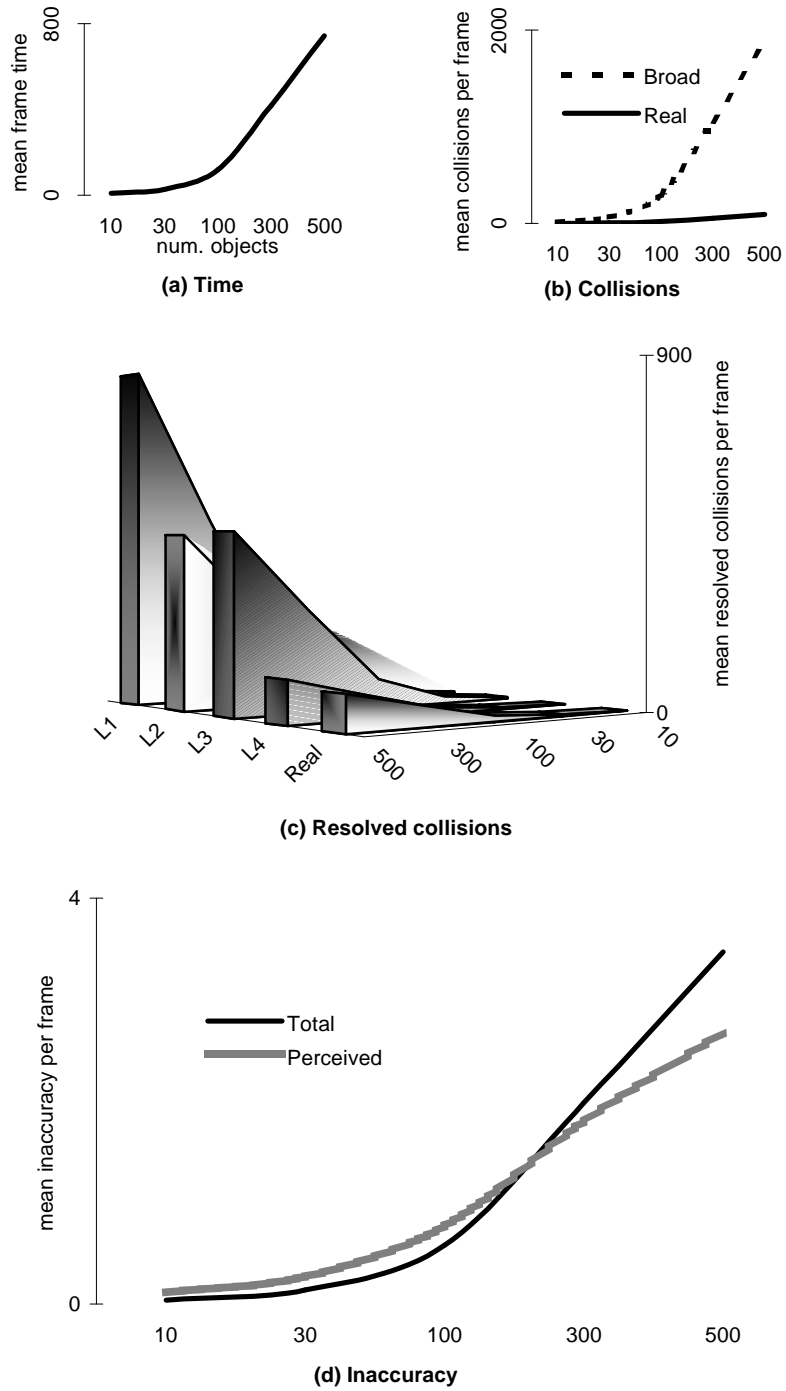 800
mean frame time
0
10 30 100 300 500
num. objects
(a) Time
2000
mean collisions per frame
Broad
Real
0
10 30 100 300 500
(b) Collisions
900
mean resolved collisions per frame
0
L1 L2 L3 L4 Real
500 300 100 30 10
(c) Resolved collisions
4
mean inaccuracy per frame
Total
Perceived
0
10 30 100 300 500
(d) Inaccuracy